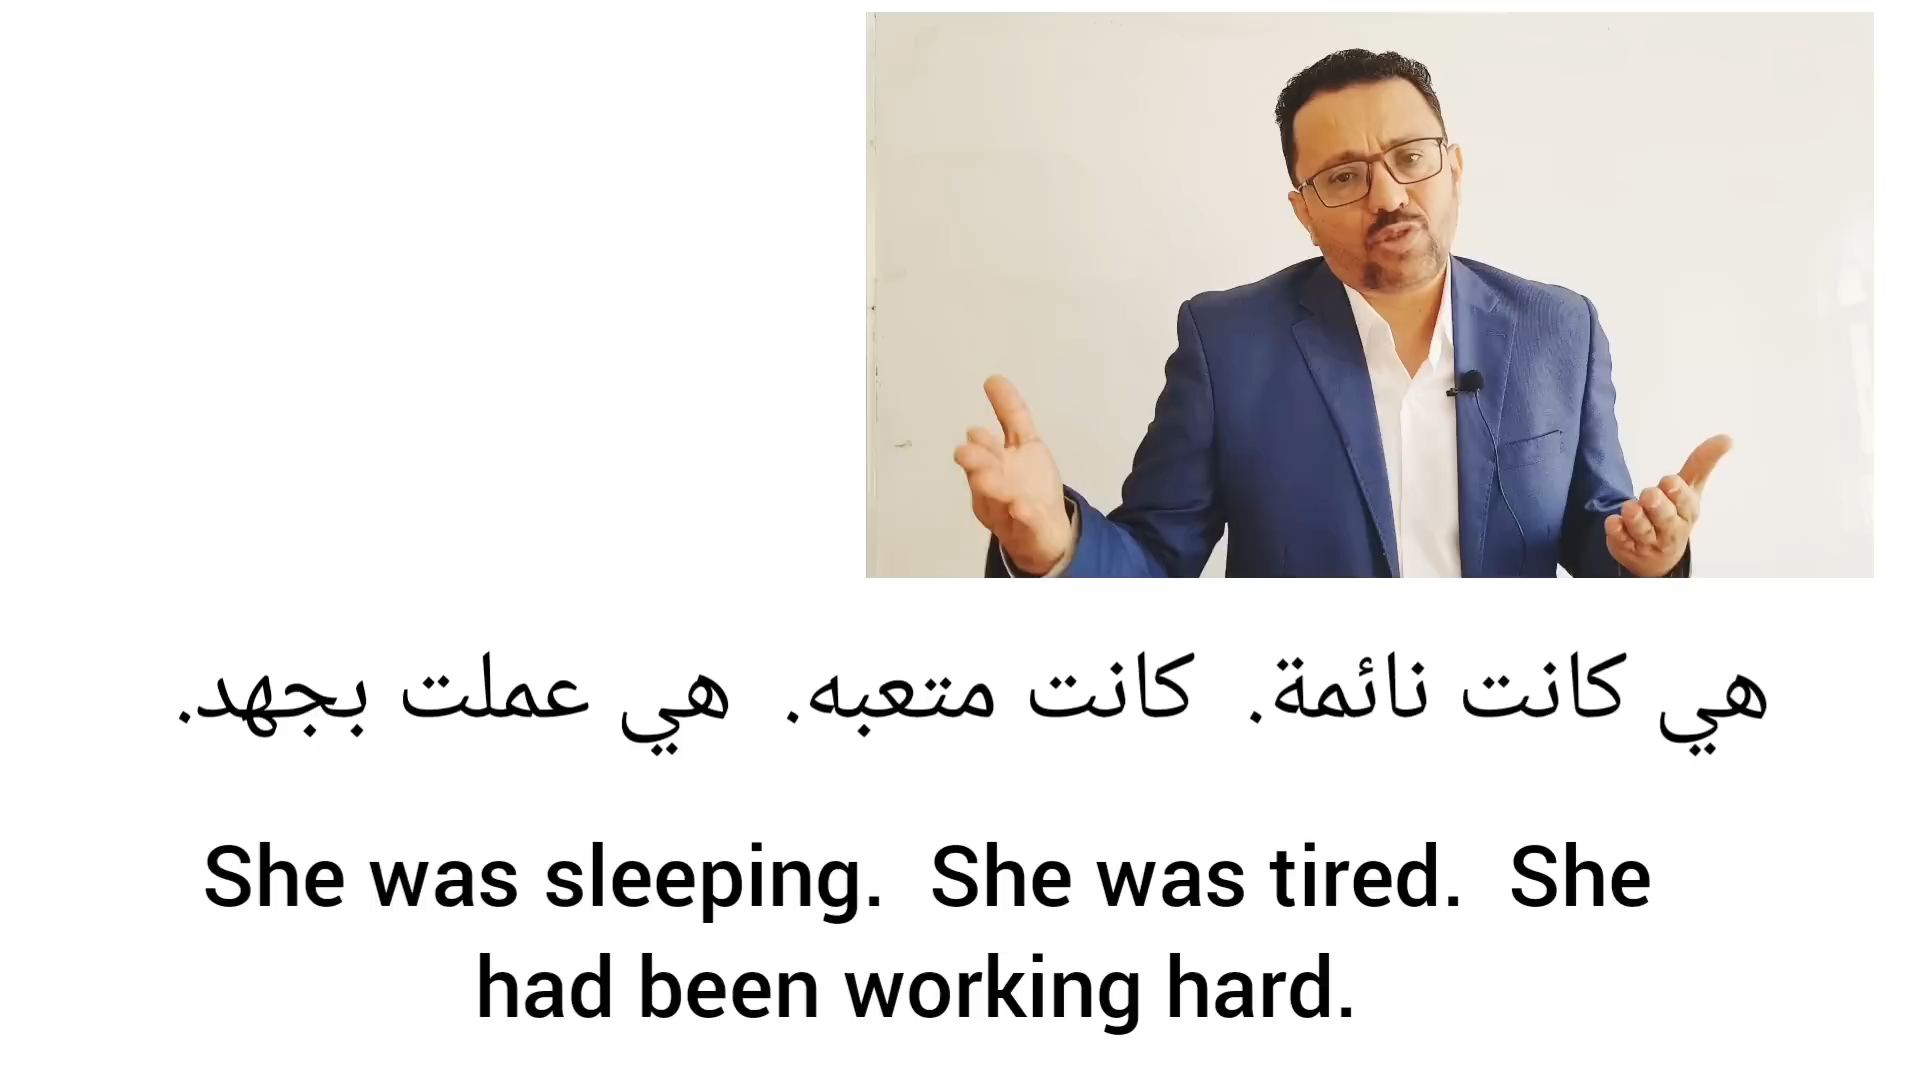 هي كانت نائمة. كانت متعبه. هي عملت بجهد.
She was sleeping. She was tired. She
had been working hard.